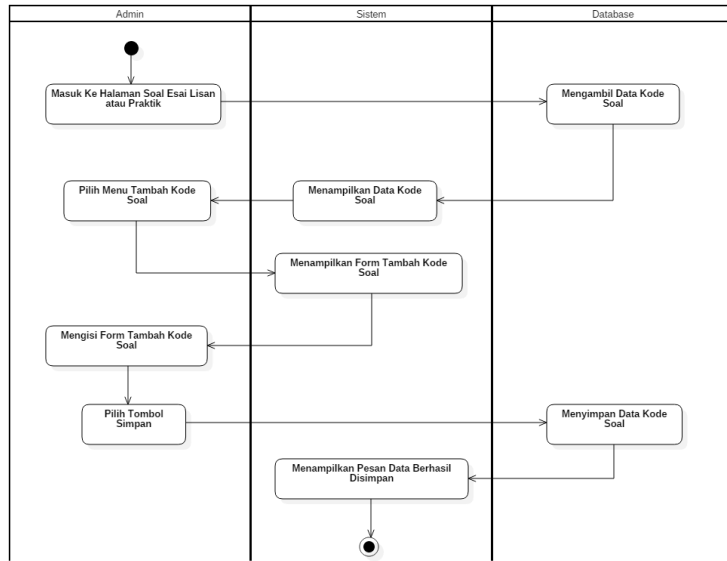 Admin
Sistem
Database
Masuk Ke Halaman Soal Esai Lisan
atau Praktik
Mengambil Data Kode
Soal
Pilih Menu Tambah Kode
Soal
Menampilkan Data Kode
Soal
Menampilkan Form Tambah Kode
Soal
Mengisi Form Tambah Kode
Soal
Pilih Tombol
Simpan
Menyimpan Data Kode
Soal
Menampilkan Pesan Data Berhasil
Disimpan